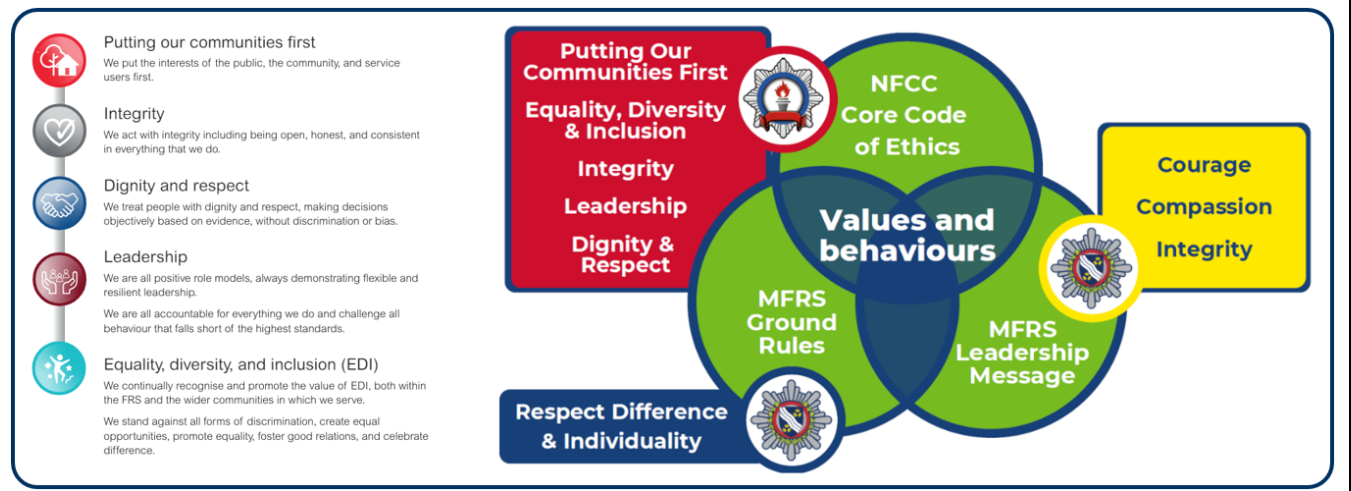 Putting our communities first
We put the interests of the public, the community, and service
users first.
Integrity
We act with integrity including being open, honest, and consistent
in everything that we do.
Dignity and respect
We treat people with dignity and respect, making decisions
objectively based on evidence, without discrimination or bias.
Leadership
We are all positive role models, always demonstrating flexible and
resilient leadership.
We are all accountable for everything we do and challenge all
behaviour that falls short of the highest standards.
Equality, diversity, and inclusion (EDI)
We continually recognise and promote the value of EDI, both within
the FRS and the wider communities in which we serve.
We stand against all forms of discrimination, create equal
opportunities, promote equality, foster good relations, and celebrate
difference.
Putting Our
Communities First
Equality, Diversity
& Inclusion
Integrity
Leadership
Dignity &
Respect
NFCC
Core Code
of Ethics
Values and
behaviours
Courage
Compassion
Integrity
MFRS
Ground
Rules
MFRS
Leadership
Message
Respect Difference
& Individuality